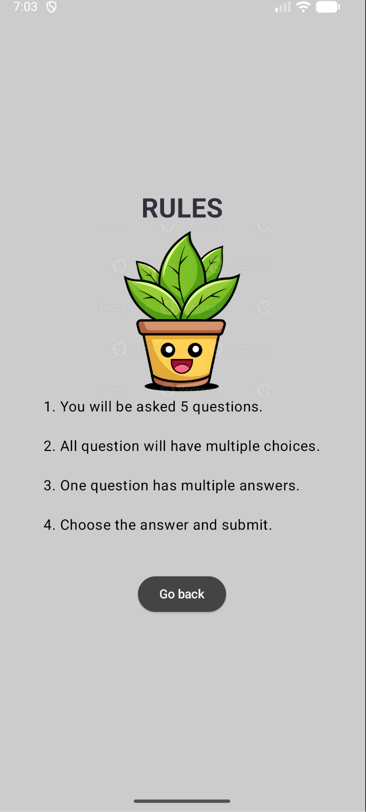 7:03
RULES
1. You will be asked 5 questions.
2. All question will have multiple choices.
3. One question has multiple answers.
4. Choose the answer and submit.
Go back